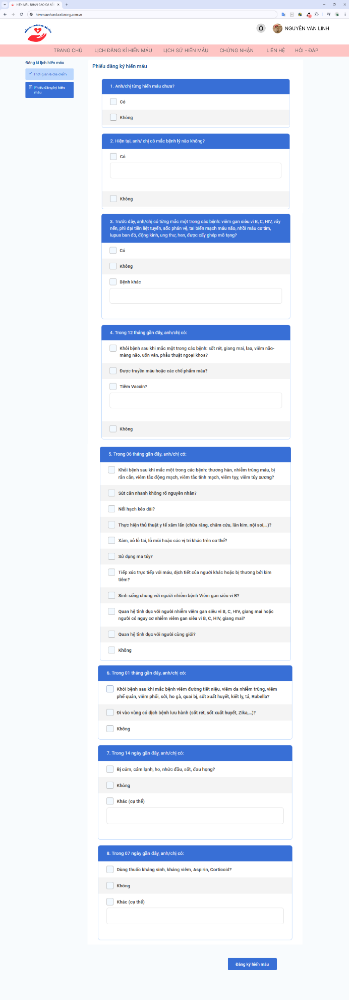 HIẾN MÁU NHÂN ĐẠO-ĐÀ NẴ
hienmaunhandaodanang.com.vn
HIẾN MÁU NHÂN ĐẠO - ĐÀ NẴNG
NGUYỄN VĂN LINH
TRANG CHỦ
LỊCH ĐĂNG KÍ HIẾN MÁU
LỊCH SỬ HIẾN MÁU
CHỨNG NHẬN
LIÊN HỆ
HỎI - ĐÁP
Đăng kí lịch hiến máu
Thời gian & địa điểm
Phiếu đăng ký hiến
máu
Phiếu đăng ký hiến máu
1. Anh/chị từng hiến máu chưa?
Có
Không
2. Hiện tại, anh/ chị có mắc bệnh lý nào không?
Có
Không
3. Trước đây, anh/chị có từng mắc một trong các bệnh: viêm gan siêu vi B, C, HIV, vảy
nến, phì đại tiền liệt tuyến, sốc phản vệ, tai biến mạch máu não, nhồi máu cơ tim,
lupus ban đỏ, động kinh, ung thư, hen, được cấy ghép mô tạng?
Có
Không
Bệnh khác
4. Trong 12 tháng gần đây, anh/chị có:
Khỏi bệnh sau khi mắc một trong các bệnh: sốt rét, giang mai, lao, viêm não-
màng não, uốn ván, phẫu thuật ngoại khoa?
Được truyền máu hoặc các chế phẩm máu?
Tiêm Vacxin?
Không
5. Trong 06 tháng gần đây, anh/chị có:
Khỏi bệnh sau khi mắc một trong các bệnh: thương hàn, nhiễm trùng máu, bị
rắn cắn, viêm tắc động mạch, viêm tắc tĩnh mạch, viêm tụy, viêm tủy xương?
Sút cân nhanh không rõ nguyên nhân?
Nổi hạch kéo dài?
Thực hiện thủ thuật y tế xâm lấn (chữa răng, châm cứu, lăn kim, nội soi,...)?
Xăm, xỏ lỗ tai, lỗ mũi hoặc các vị trí khác trên cơ thể?
Sử dụng ma túy?
Tiếp xúc trực tiếp với máu, dịch tiết của người khác hoặc bị thương bởi kim
tiêm?
Sinh sống chung với người nhiễm bệnh Viêm gan siêu vi B?
Quan hệ tình dục với người nhiễm viêm gan siêu vi B, C, HIV, giang mai hoặc
người có nguy cơ nhiễm viêm gan siêu vi B, C, HIV, giang mai?
Quan hệ tình dục với người cùng giới?
Không
6. Trong 01 tháng gần đây, anh/chị có:
Khỏi bệnh sau khi mắc bệnh viêm đường tiết niệu, viêm da nhiễm trùng, viêm
phế quản, viêm phổi, sởi, ho gà, quai bị, sốt xuất huyết, kiết lỵ, tả, Rubella?
Đi vào vùng có dịch bệnh lưu hành (sốt rét, sốt xuất huyết, Zika,...)?
Không
7. Trong 14 ngày gần đây, anh/chị có:
Bị cúm, cảm lạnh, ho, nhức đầu, sốt, đau họng?
Không
Khác (cụ thể)
8. Trong 07 ngày gần đây, anh/chị có:
Dùng thuốc kháng sinh, kháng viêm, Aspirin, Corticoid?
Không
Khác (cụ thể)
Đăng ký hiến máu